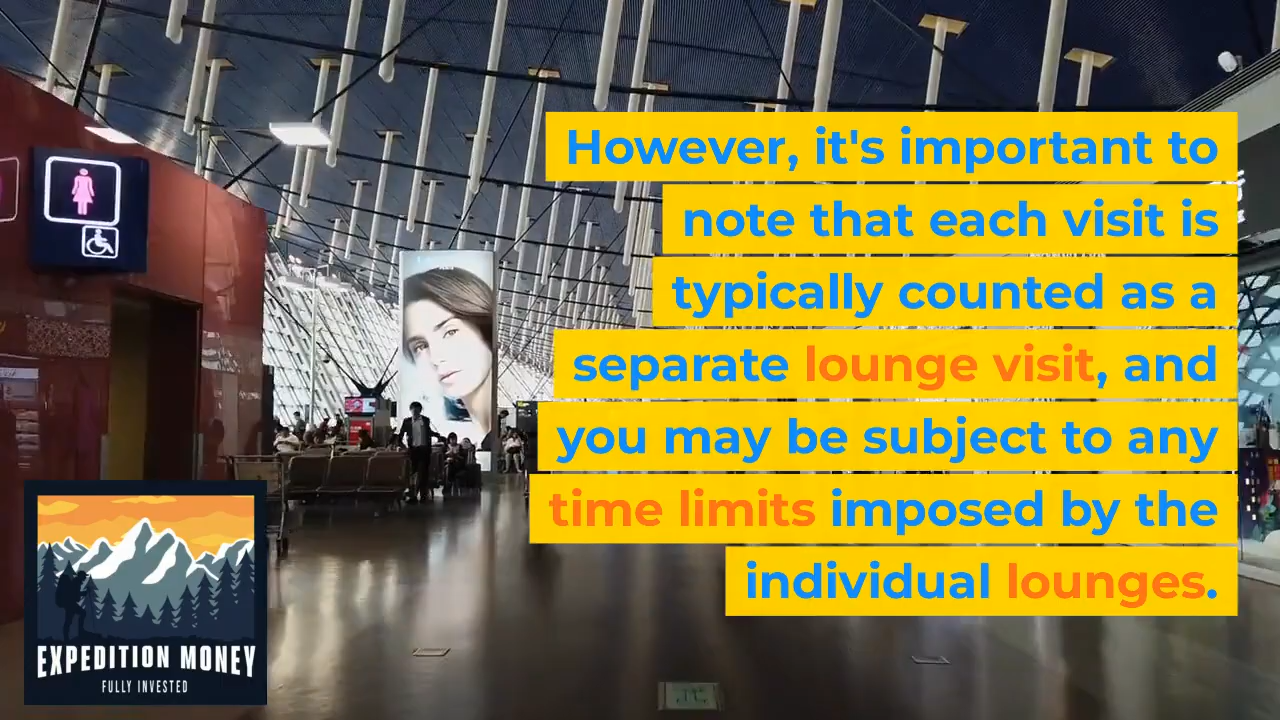 However, it's important to
note that each visit is
typically counted as a
separate lounge visit, and
you may be subject to any
time limits imposed by the
individual lounges.
EXPEDITION MONEY
FULLY INVESTED